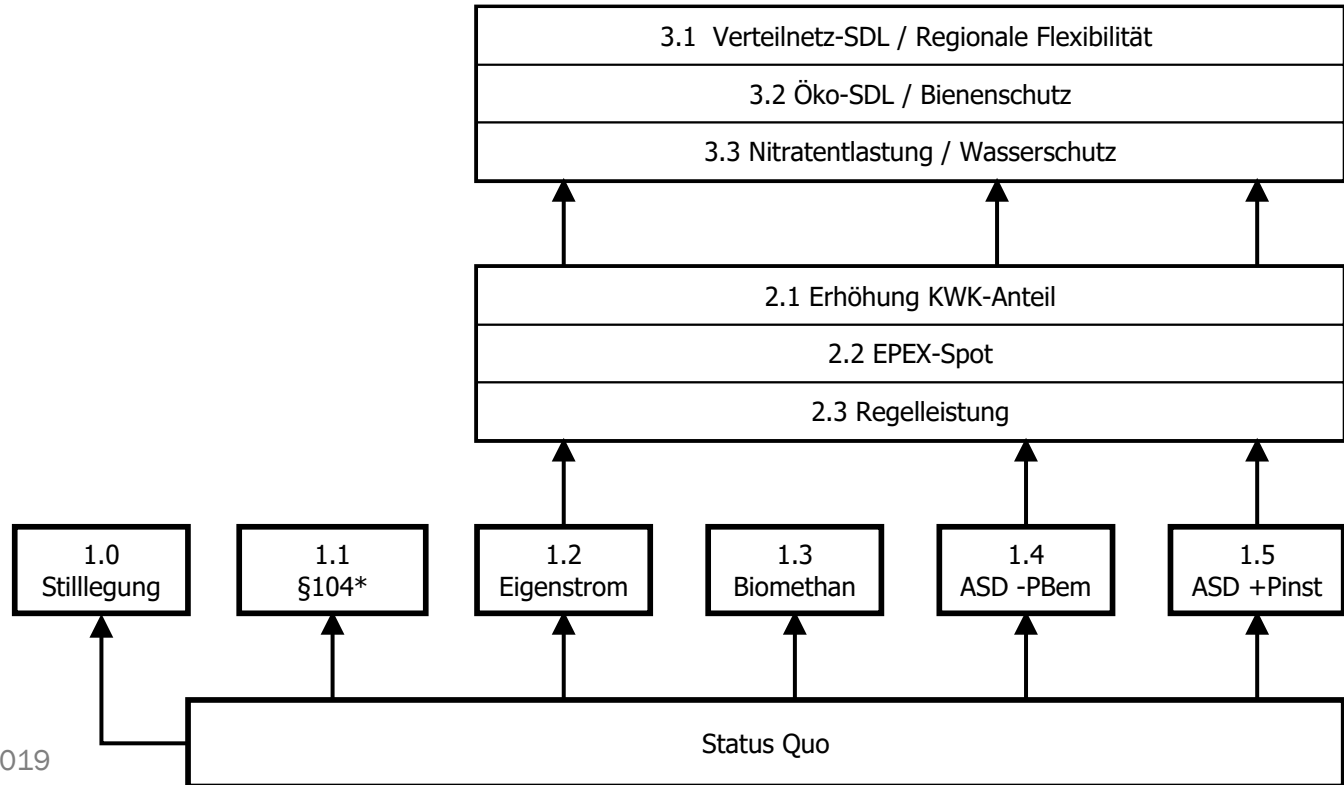 3.1 Verteilnetz-SDL / Regionale Flexibilität
3.2 Öko-SDL / Bienenschutz
3.3 Nitratentlastung / Wasserschutz
2.1 Erhöhung KWK-Anteil
2.2 EPEX-Spot
2.3 Regelleistung
1.0
Stilllegung
1.1
§104*
1.2
Eigenstrom
1.3
Biomethan
1.4
ASD -PBem
1.5
ASD +Pinst
Status Quo
019